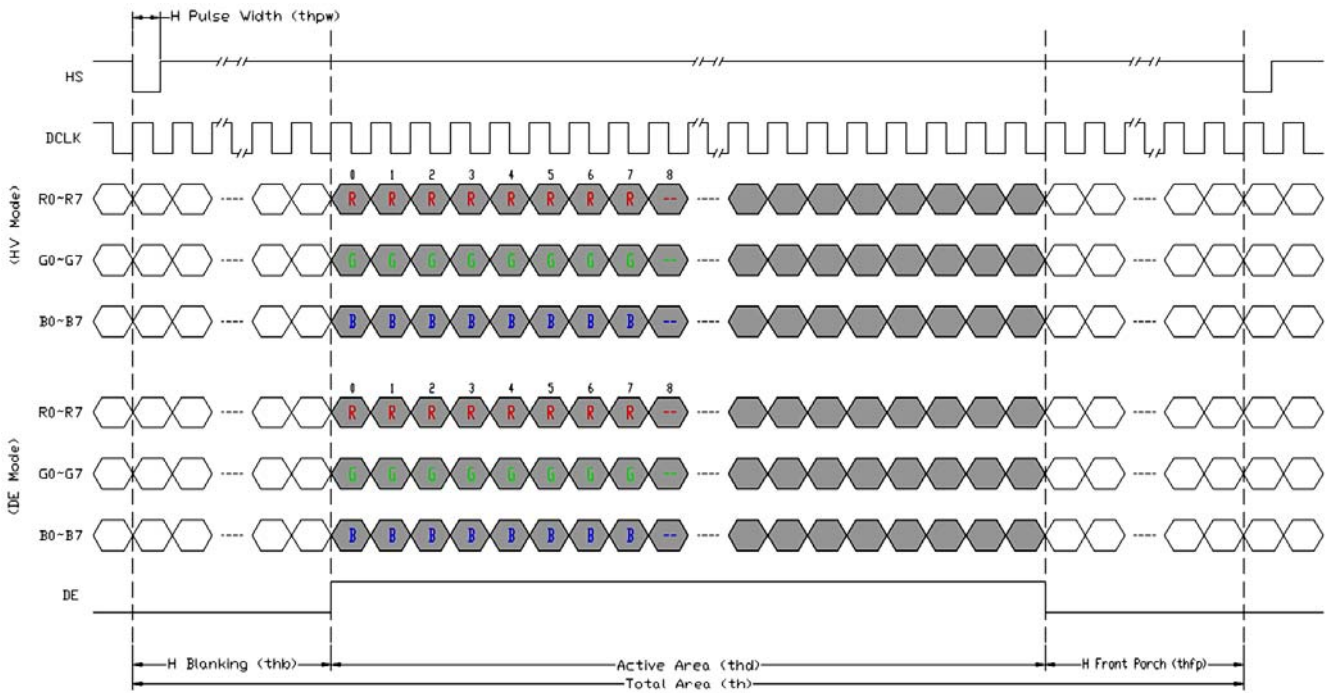 H Pulse Width (thpw)
HS
DCLK
(HV Mode)
0 1 2 3 4 5 6 7 8
R0~R7 R R R R R R R R -- ----
G0~G7 G G G G G G G G -- ----
B0~B7 B B B B B B B B -- ----
(DE Mode)
0 1 2 3 4 5 6 7 8
R0~R7 R R R R R R R R -- ----
G0~G7 G G G G G G G G -- ----
B0~B7 B B B B B B B B -- ----
DE
H Blanking (thb) Active Area (thd) H Front Porch (thfp)
Total Area (th)